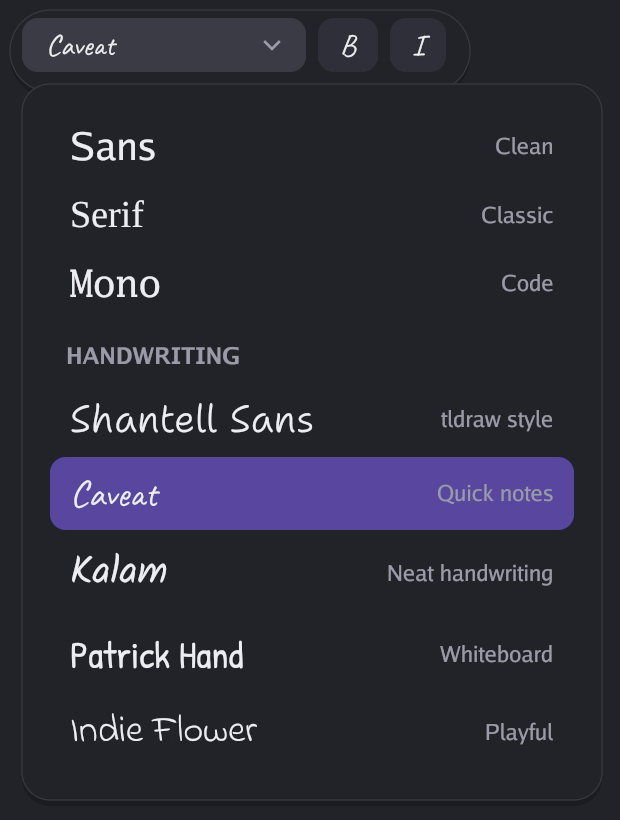 Caveat B I
Sans Clean
Serif Classic
Mono Code
HANDWRITING
Shantell Sans tldraw style
Caveat Quick notes
Kalam Neat handwriting
Patrick Hand Whiteboard
Indie Flower Playful